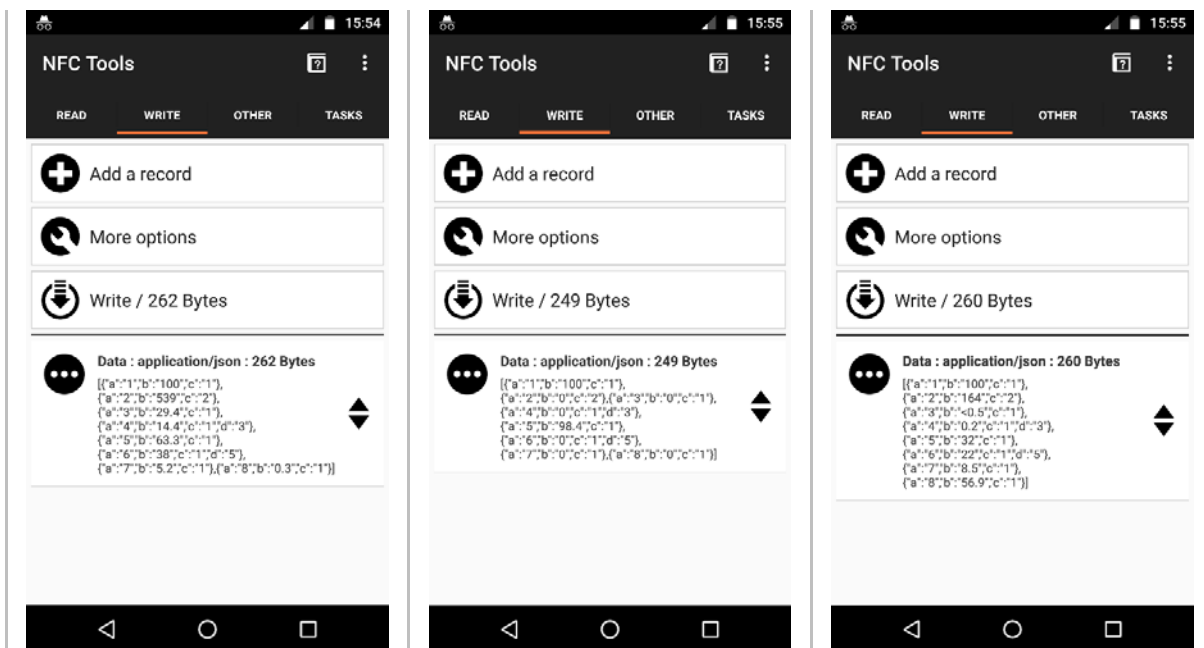 15:54
NFC Tools
READ WRITE OTHER TASKS
Add a record
More options
Write / 262 Bytes
Data : application/json : 262 Bytes
[{"a":"1","b":"100","c":"1"},
{"a":"2","b":"539","c":"2"},
{"a":"3","b":"29.4","c":"1"},
{"a":"4","b":"14.4","c":"1","d":"3"},
{"a":"5","b":"63.3","c":"1"},
{"a":"6","b":"38","c":"1","d":"5"},
{"a":"7","b":"5.2","c":"1"},{"a":"8","b":"0.3","c":"1"}]
15:55
NFC Tools
READ WRITE OTHER TASKS
Add a record
More options
Write / 249 Bytes
Data : application/json : 249 Bytes
[{"a":"1","b":"100","c":"1"},
{"a":"2","b":"0","c":"2"},{"a":"3","b":"0","c":"1"},
{"a":"4","b":"0","c":"1","d":"3"},
{"a":"5","b":"98.4","c":"1"},
{"a":"6","b":"0","c":"1","d":"5"},
{"a":"7","b":"0","c":"1"},{"a":"8","b":"0","c":"1"}]
15:55
NFC Tools
READ WRITE OTHER TASKS
Add a record
More options
Write / 260 Bytes
Data : application/json : 260 Bytes
[{"a":"1","b":"100","c":"1"},
{"a":"2","b":"164","c":"2"},
{"a":"3","b":"<0.5","c":"1"},
{"a":"4","b":"0.2","c":"1","d":"3"},
{"a":"5","b":"32","c":"1"},
{"a":"6","b":"22","c":"1","d":"5"},
{"a":"7","b":"8.5","c":"1"},
{"a":"8","b":"56.9","c":"1"}]